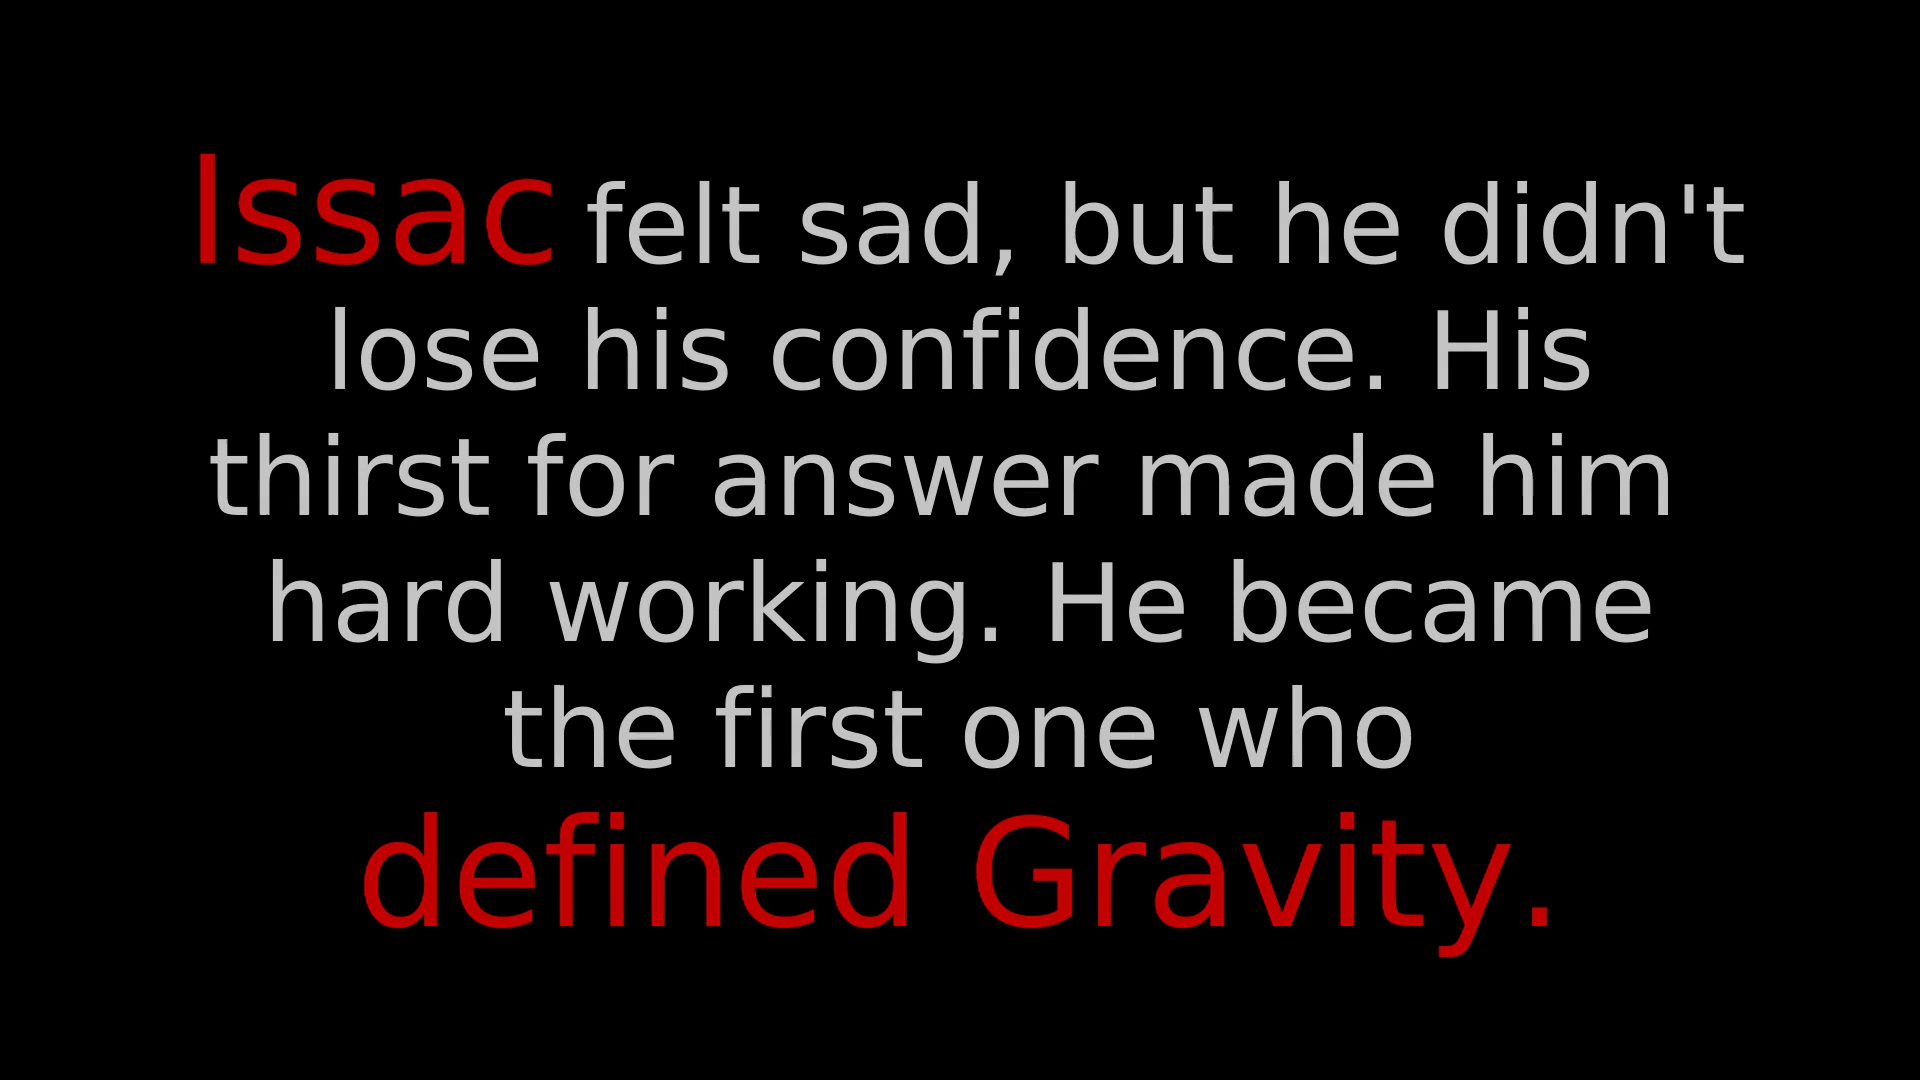 Issac felt sad, but he didn't
lose his confidence. His
thirst for answer made him
hard working. He became
the first one who
defined Gravity.